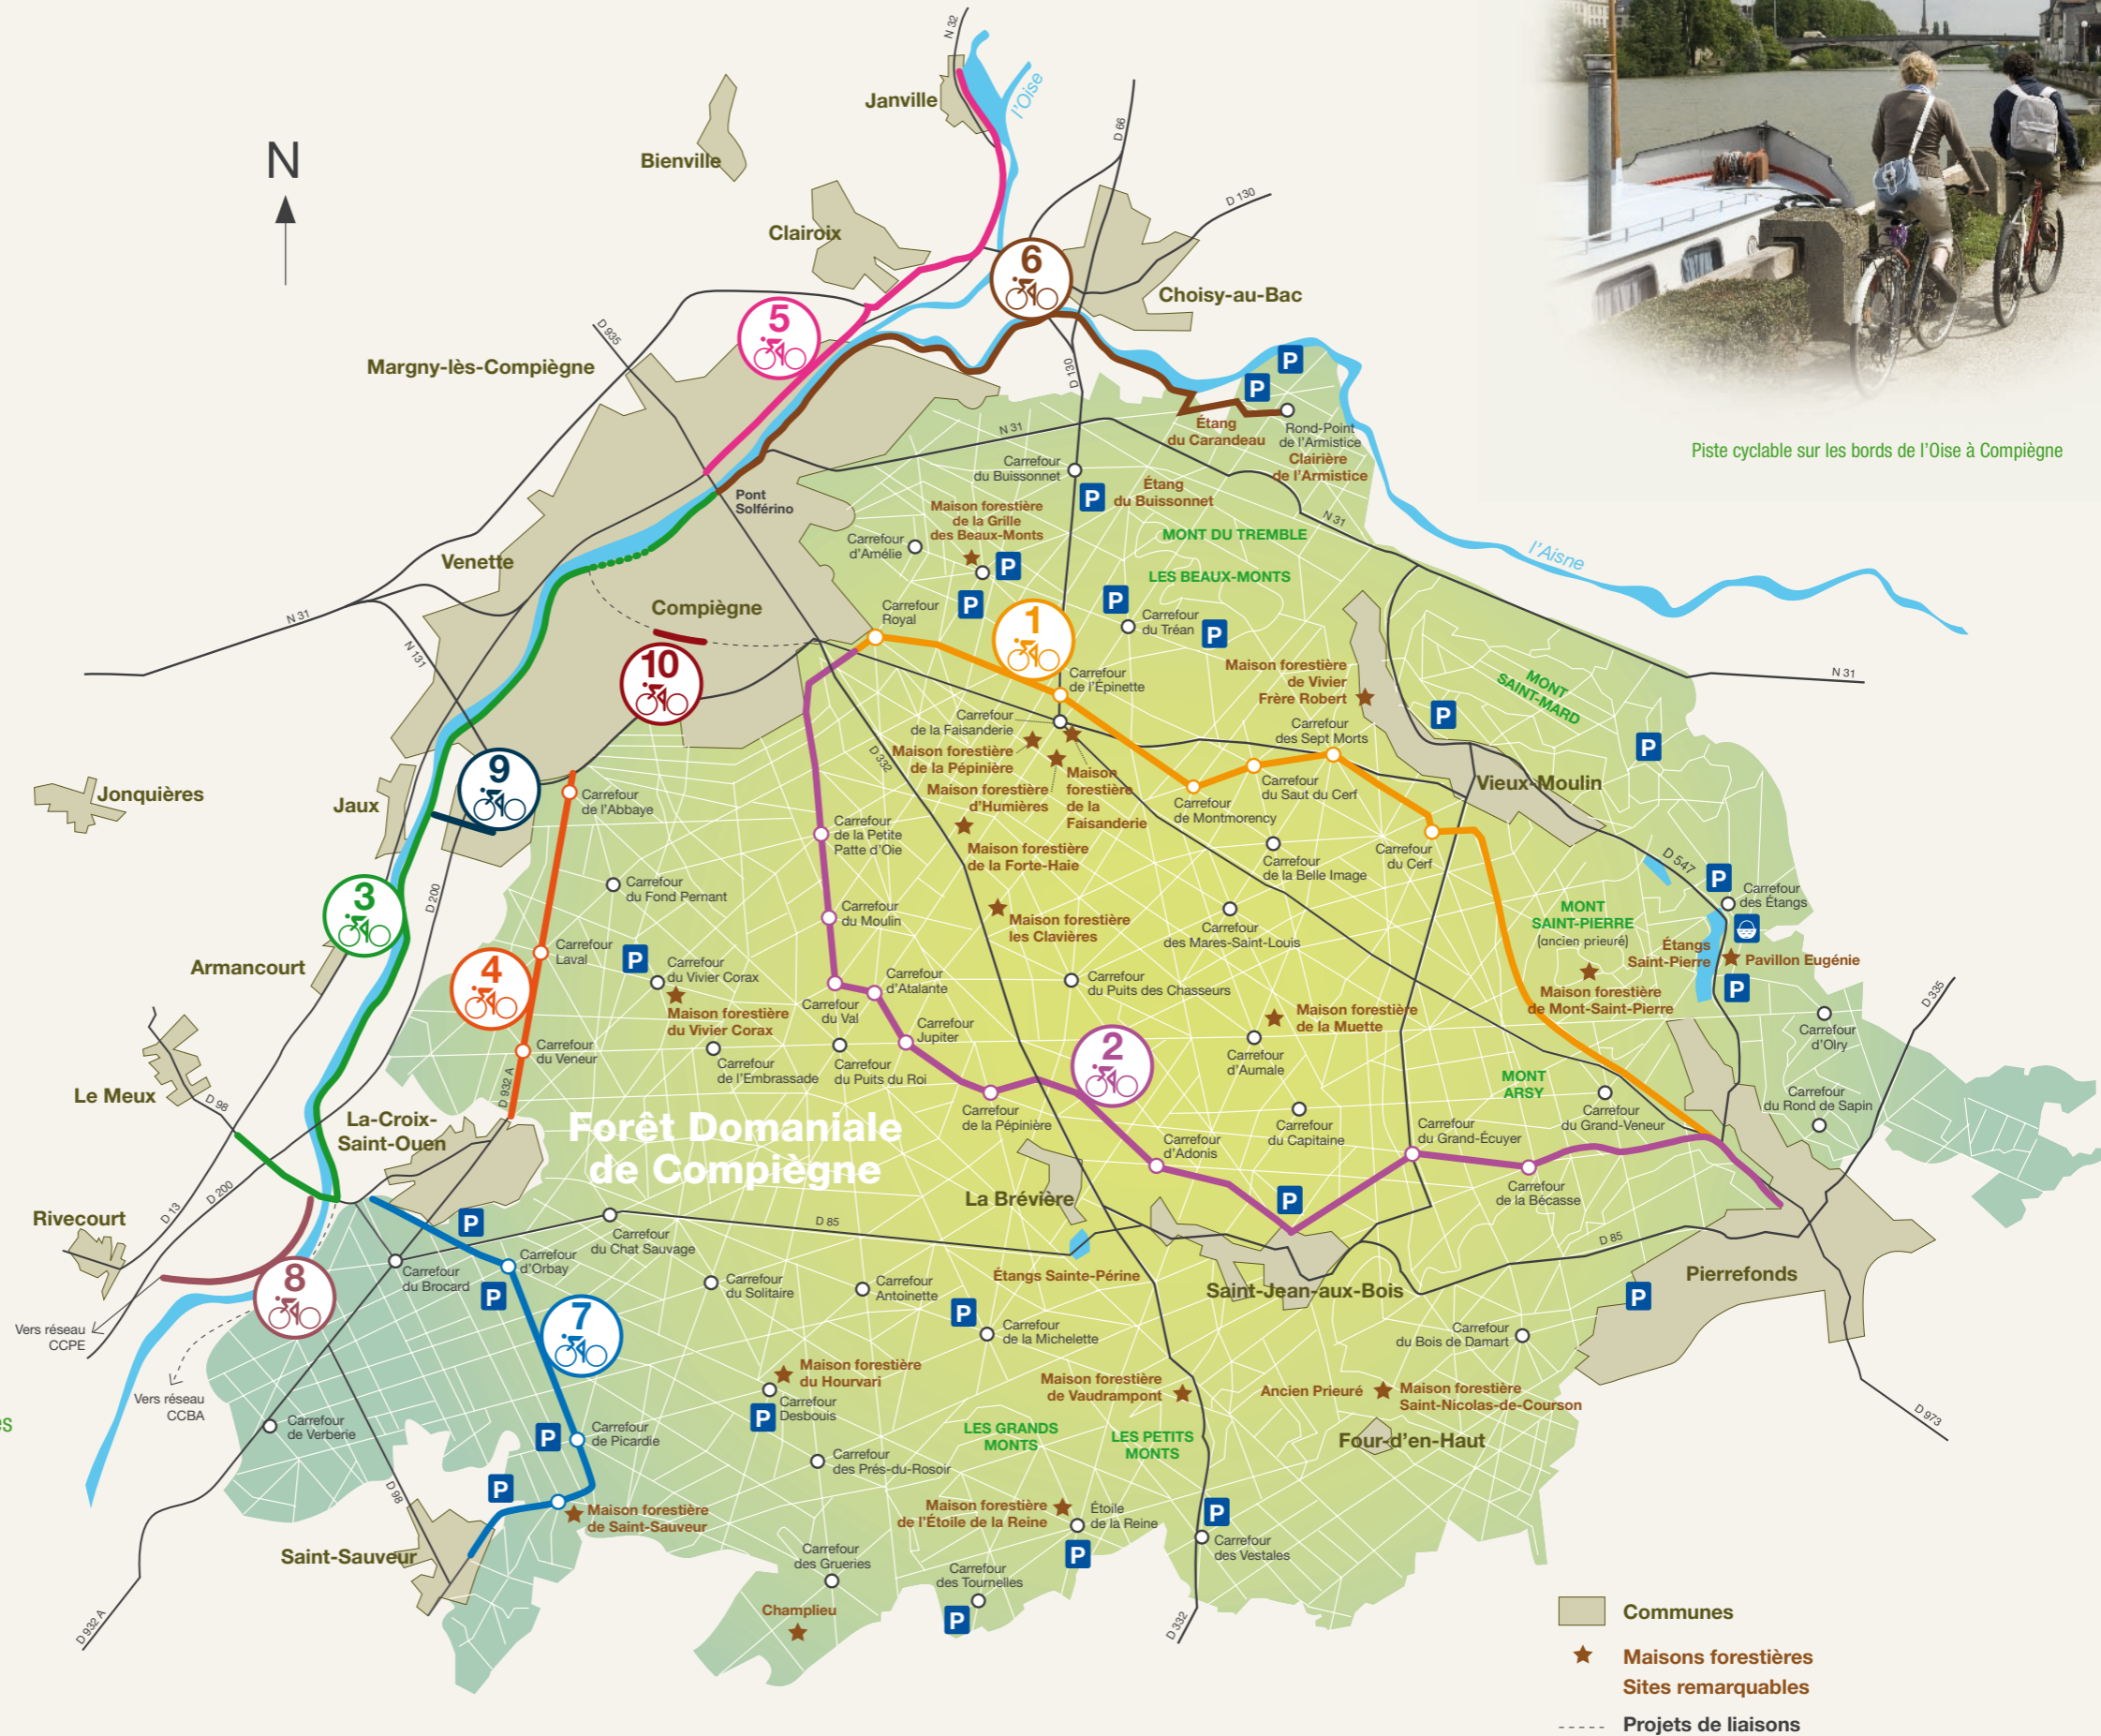 N
N 32
Janville
l'Oise
Bienville
D 66
D 130
Clairoix
6
Choisy-au-Bac
5
D 935
Margny-lès-Compiègne
D 130
P
P
Étang
du Carandeau
Rond-Point
de l'Armistice
Clairière
de l'Armistice
Piste cyclable sur les bords de l'Oise à Compiègne
N 31
Carrefour
du Buissonnet
P
Étang
du Buissonnet
Pont
Solférino
Maison forestière
de la Grille
des Beaux-Monts
Carrefour
d'Amélie
P
P
MONT DU TREMBLE
N 31
l'Aisne
Venette
LES BEAUX-MONTS
Compiègne
N 31
N 131
Carrefour
Royal
1
P
Carrefour
du Tréan
P
10
Carrefour
de l'Épinette
Maison forestière
de Vivier
Frère Robert
MONT
SAINT-MARD
N 31
P
P
Carrefour
de la Faisanderie
Carrefour
des Sept Morts
Maison forestière
de la Pépinière
D 332
Maison forestière
d'Humières
Maison
forestière
de la
Faisanderie
Vieux-Moulin
9
Jonquières
Jaux
Carrefour
de l'Abbaye
Carrefour
du Saut du Cerf
Carrefour
de Montmorency
Carrefour
de la Petite
Patte d'Oie
Maison forestière
de la Forte-Haie
Carrefour
de la Belle Image
Carrefour
du Cerf
D 547
P
Carrefour
des Étangs
3
D 200
Carrefour
du Fond Pernant
Carrefour
du Moulin
Maison forestière
les Clavières
Carrefour
des Mares-Saint-Louis
MONT
SAINT-PIERRE
(ancien prieuré)
Étangs
Saint-Pierre
Pavillon Eugénie
P
Armancourt
4
Carrefour
Laval
P
Carrefour
du Vivier Corax
Maison forestière
du Vivier Corax
Carrefour
d'Atalante
Carrefour
du Val
Carrefour
du Puits des Chasseurs
Maison forestière
de Mont-Saint-Pierre
D 335
Carrefour
d'Olry
Maison forestière
de la Muette
Carrefour
d'Aumale
Carrefour
Jupiter
2
Carrefour
du Veneur
Carrefour
de l'Embrassade
Carrefour
du Puits du Roi
MONT
ARSY
Carrefour
du Grand-Veneur
Carrefour
du Rond de Sapin
Le Meux
D 98
D 932 A
La-Croix-
Saint-Ouen
Forêt Domaniale
de Compiègne
Carrefour
de la Pépinière
Carrefour
d'Adonis
Carrefour
du Capitaine
Carrefour
du Grand-Écuyer
Carrefour
de la Bécasse
La Brévière
P
D 13
D 200
Rivecourt
P
D 85
Carrefour
du Chat Sauvage
Carrefour
du Brocard
Carrefour
d'Orbay
P
8
7
Carrefour
du Solitaire
Carrefour
Antoinette
Étangs Sainte-Périne
Saint-Jean-aux-Bois
D 85
Pierrefonds
P
P
Carrefour
de la Michelette
Carrefour
du Bois de Damart
Vers réseau
CCPE
Vers réseau
CCBA
es
Carrefour
de Verberie
Maison forestière
du Hourvari
Carrefour
Desbouis
P
Maison forestière
de Vaudrampont
Ancien Prieuré
Maison forestière
Saint-Nicolas-de-Courson
D 973
P
Carrefour
de Picardie
LES GRANDS
MONTS
LES PETITS
MONTS
Four-d'en-Haut
Carrefour
des Prés-du-Rosoir
D 98
P
Maison forestière
de Saint-Sauveur
Maison forestière
de l'Étoile de la Reine
Étoile
de la Reine
P
P
Carrefour
des Vestales
Saint-Sauveur
Carrefour
des Grueries
Carrefour
des Tournelles
P
Champlieu
D 932 A
D 332
Communes
Maisons forestières
Sites remarquables
Projets de liaisons